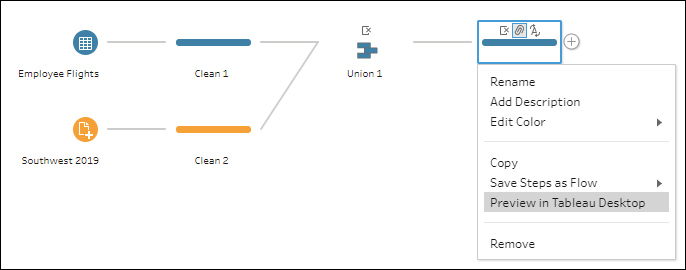 Employee Flights
Clean 1
Union 1
Southwest 2019
Clean 2
Rename
Add Description
Edit Color
Copy
Save Steps as Flow
Preview in Tableau Desktop
Remove